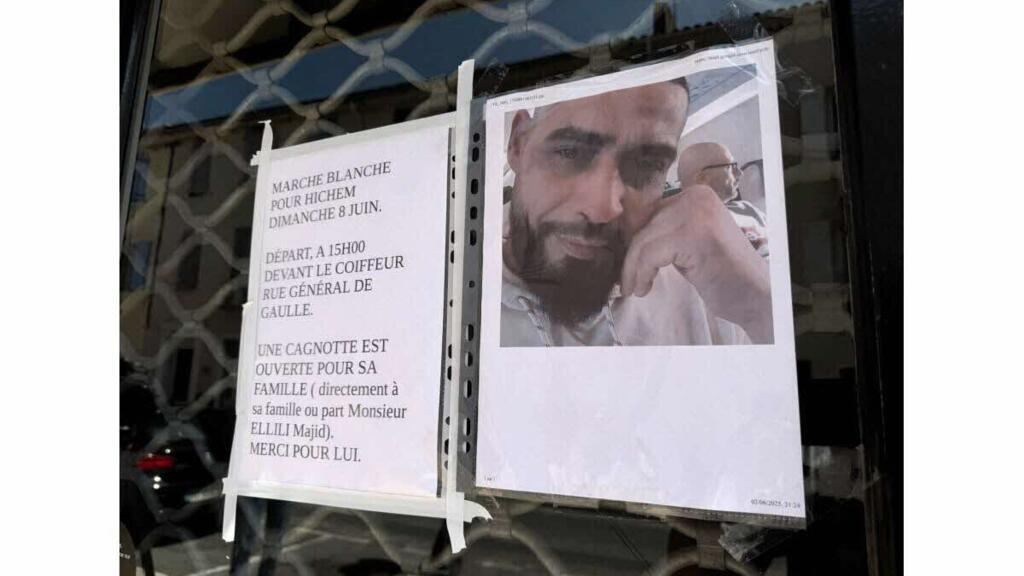 MARCHE BLANCHE
POUR HICHEM
DIMANCHE 8 JUIN.
DÉPART, A 15H00
DEVANT LE COIFFEUR
RUE GÉNÉRAL DE
GAULLE.
UNE CAGNOTTE EST
OUVERTE POUR SA
FAMILLE ( directement à
sa famille ou part Monsieur
ELLILI Majid).
MERCI POUR LUI.
02/06/2025, 21:24